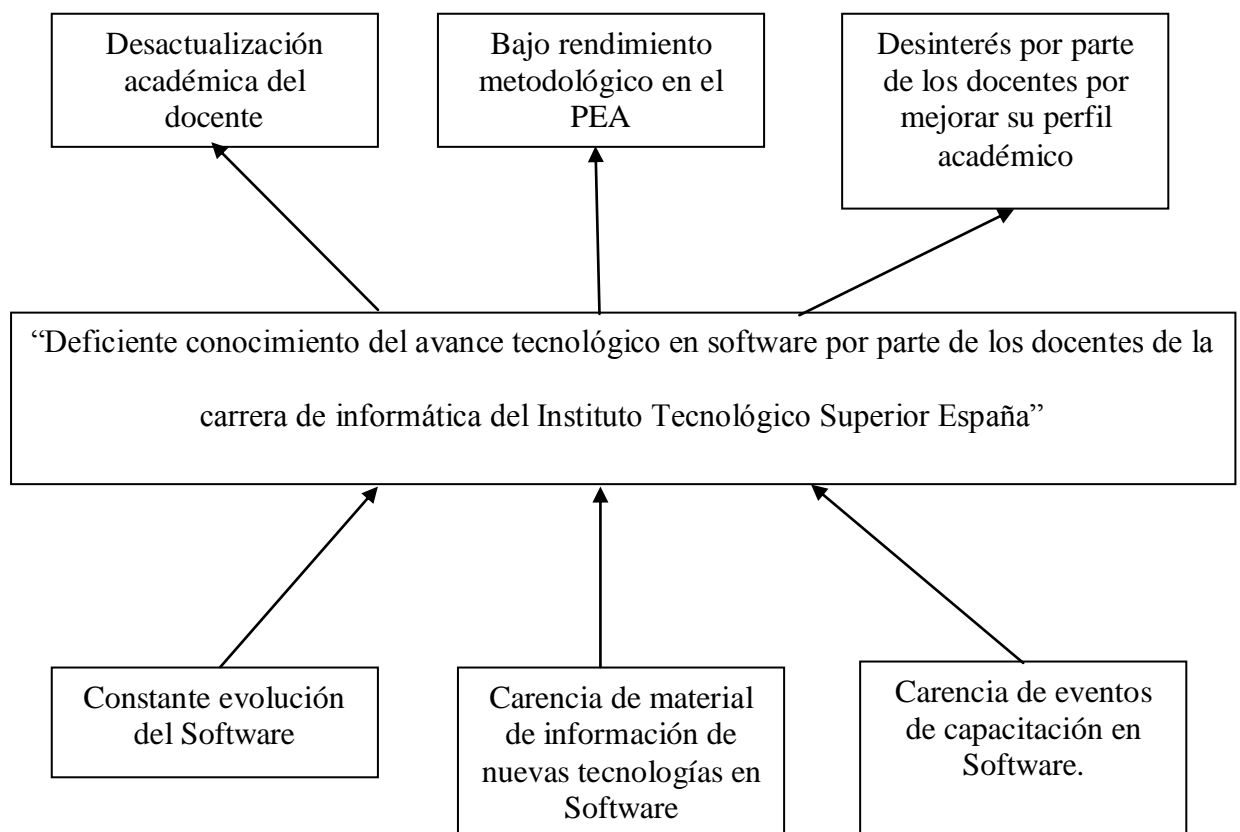 Desactualización
académica del
docente
Bajo rendimiento
metodológico en el
PEA
Desinterés por parte
de los docentes por
mejorar su perfil
académico
“Deficiente conocimiento del avance tecnológico en software por parte de los docentes de la
carrera de informática del Instituto Tecnológico Superior España”
Constante evolución
del Software
Carencia de material
de información de
nuevas tecnologías en
Software
Carencia de eventos
de capacitación en
Software.